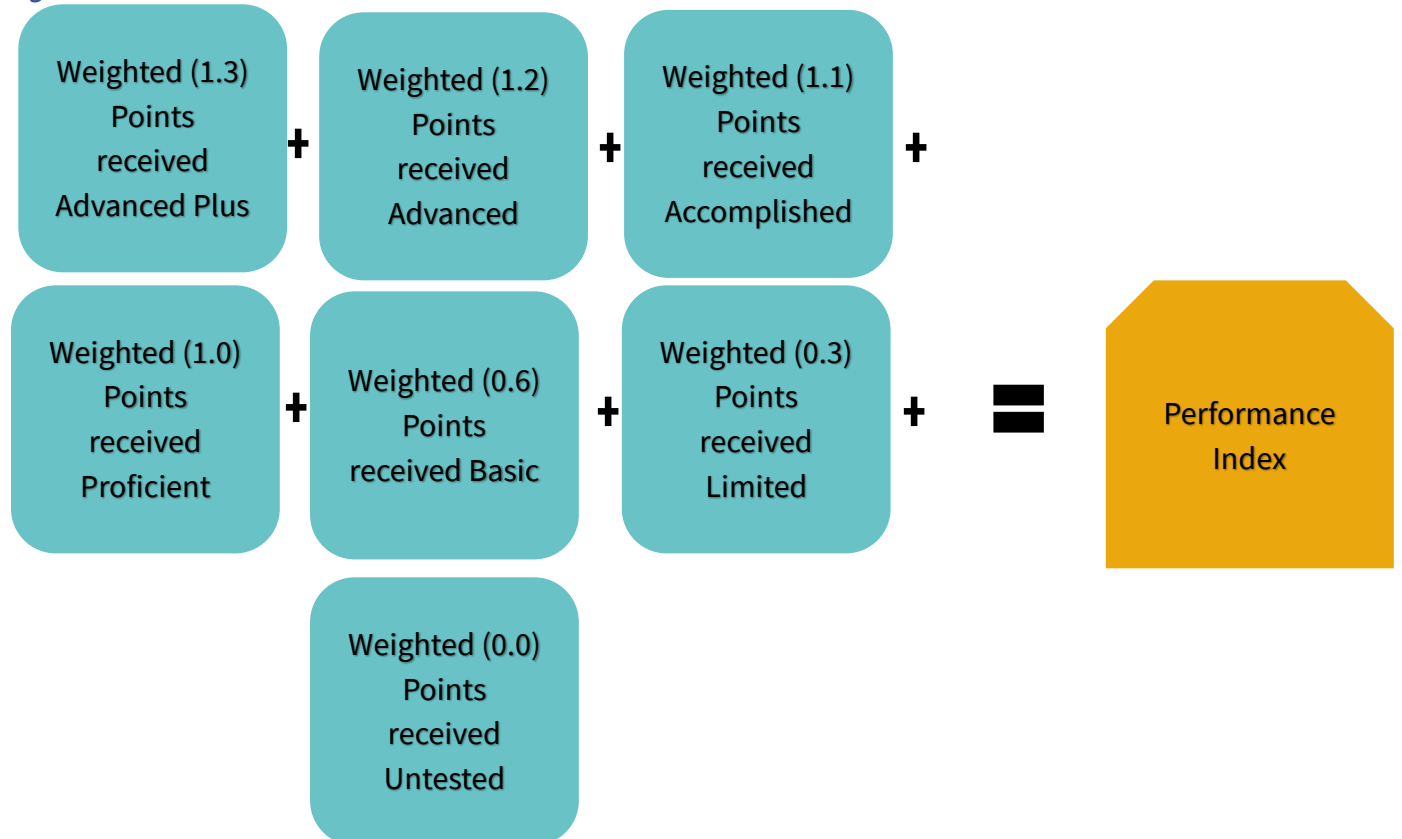 Weighted (1.3)
Points
received
Advanced Plus
+
Weighted (1.2)
Points
received
Advanced
+
Weighted (1.1)
Points
received
Accomplished
+
Weighted (1.0)
Points
received
Proficient
+
Weighted (0.6)
Points
received Basic
+
Weighted (0.3)
Points
received
Limited
+
Weighted (0.0)
Points
received
Untested
=
Performance
Index